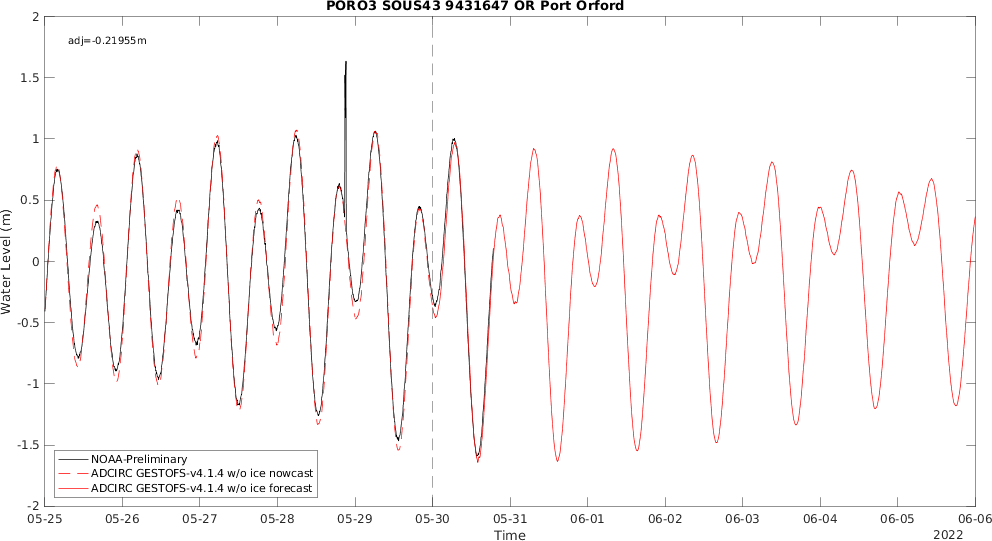 PORO3 SOUS43 9431647 OR Port Orford
adj=-0.21955m
2
1.5
1
0.5
0
-0.5
-1
-1.5
-2
Water Level (m)
NOAA-Preliminary
ADCIRC GESTOFS-v4.1.4 w/o ice nowcast
ADCIRC GESTOFS-v4.1.4 w/o ice forecast
05-25 05-26 05-27 05-28 05-29 05-30 05-31 06-01 06-02 06-03 06-04 06-05 06-06
Time
2022